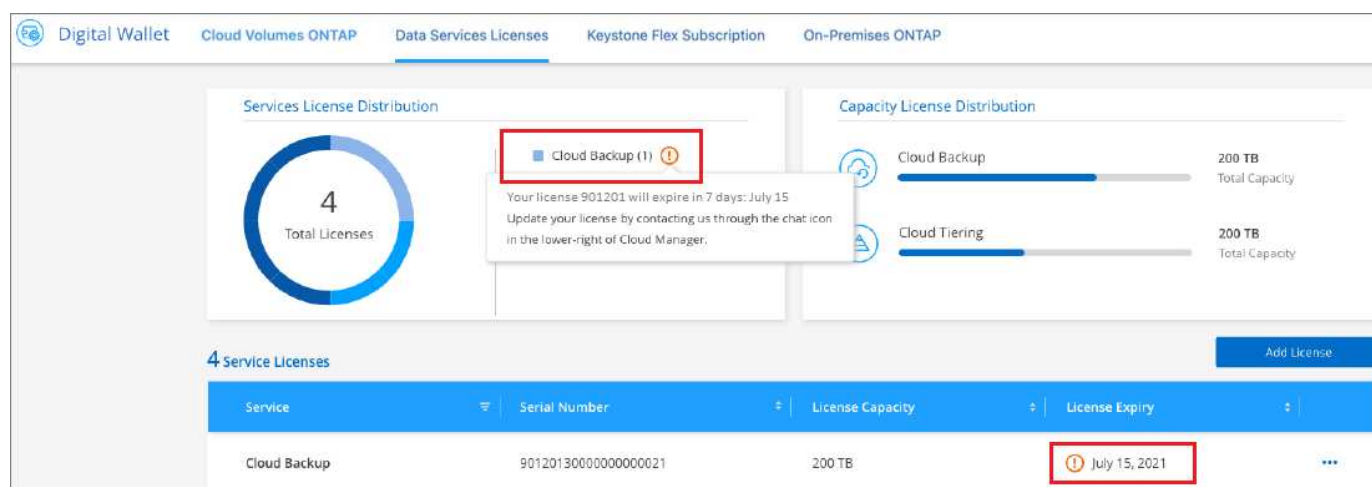 Digital Wallet
Cloud Volumes ONTAP
Data Services Licenses
Keystone Flex Subscription
On-Premises ONTAP
Services License Distribution
4
Total Licenses
Cloud Backup (1)
Your license 901201 will expire in 7 days: July 15
Update your license by contacting us through the chat icon
in the lower-right of Cloud Manager.
Capacity License Distribution
Cloud Backup
200 TB
Total Capacity
Cloud Tiering
200 TB
Total Capacity
4 Service Licenses
Add License
Service
Serial Number
License Capacity
License Expiry
Cloud Backup
90120130000000000021
200 TB
July 15, 2021